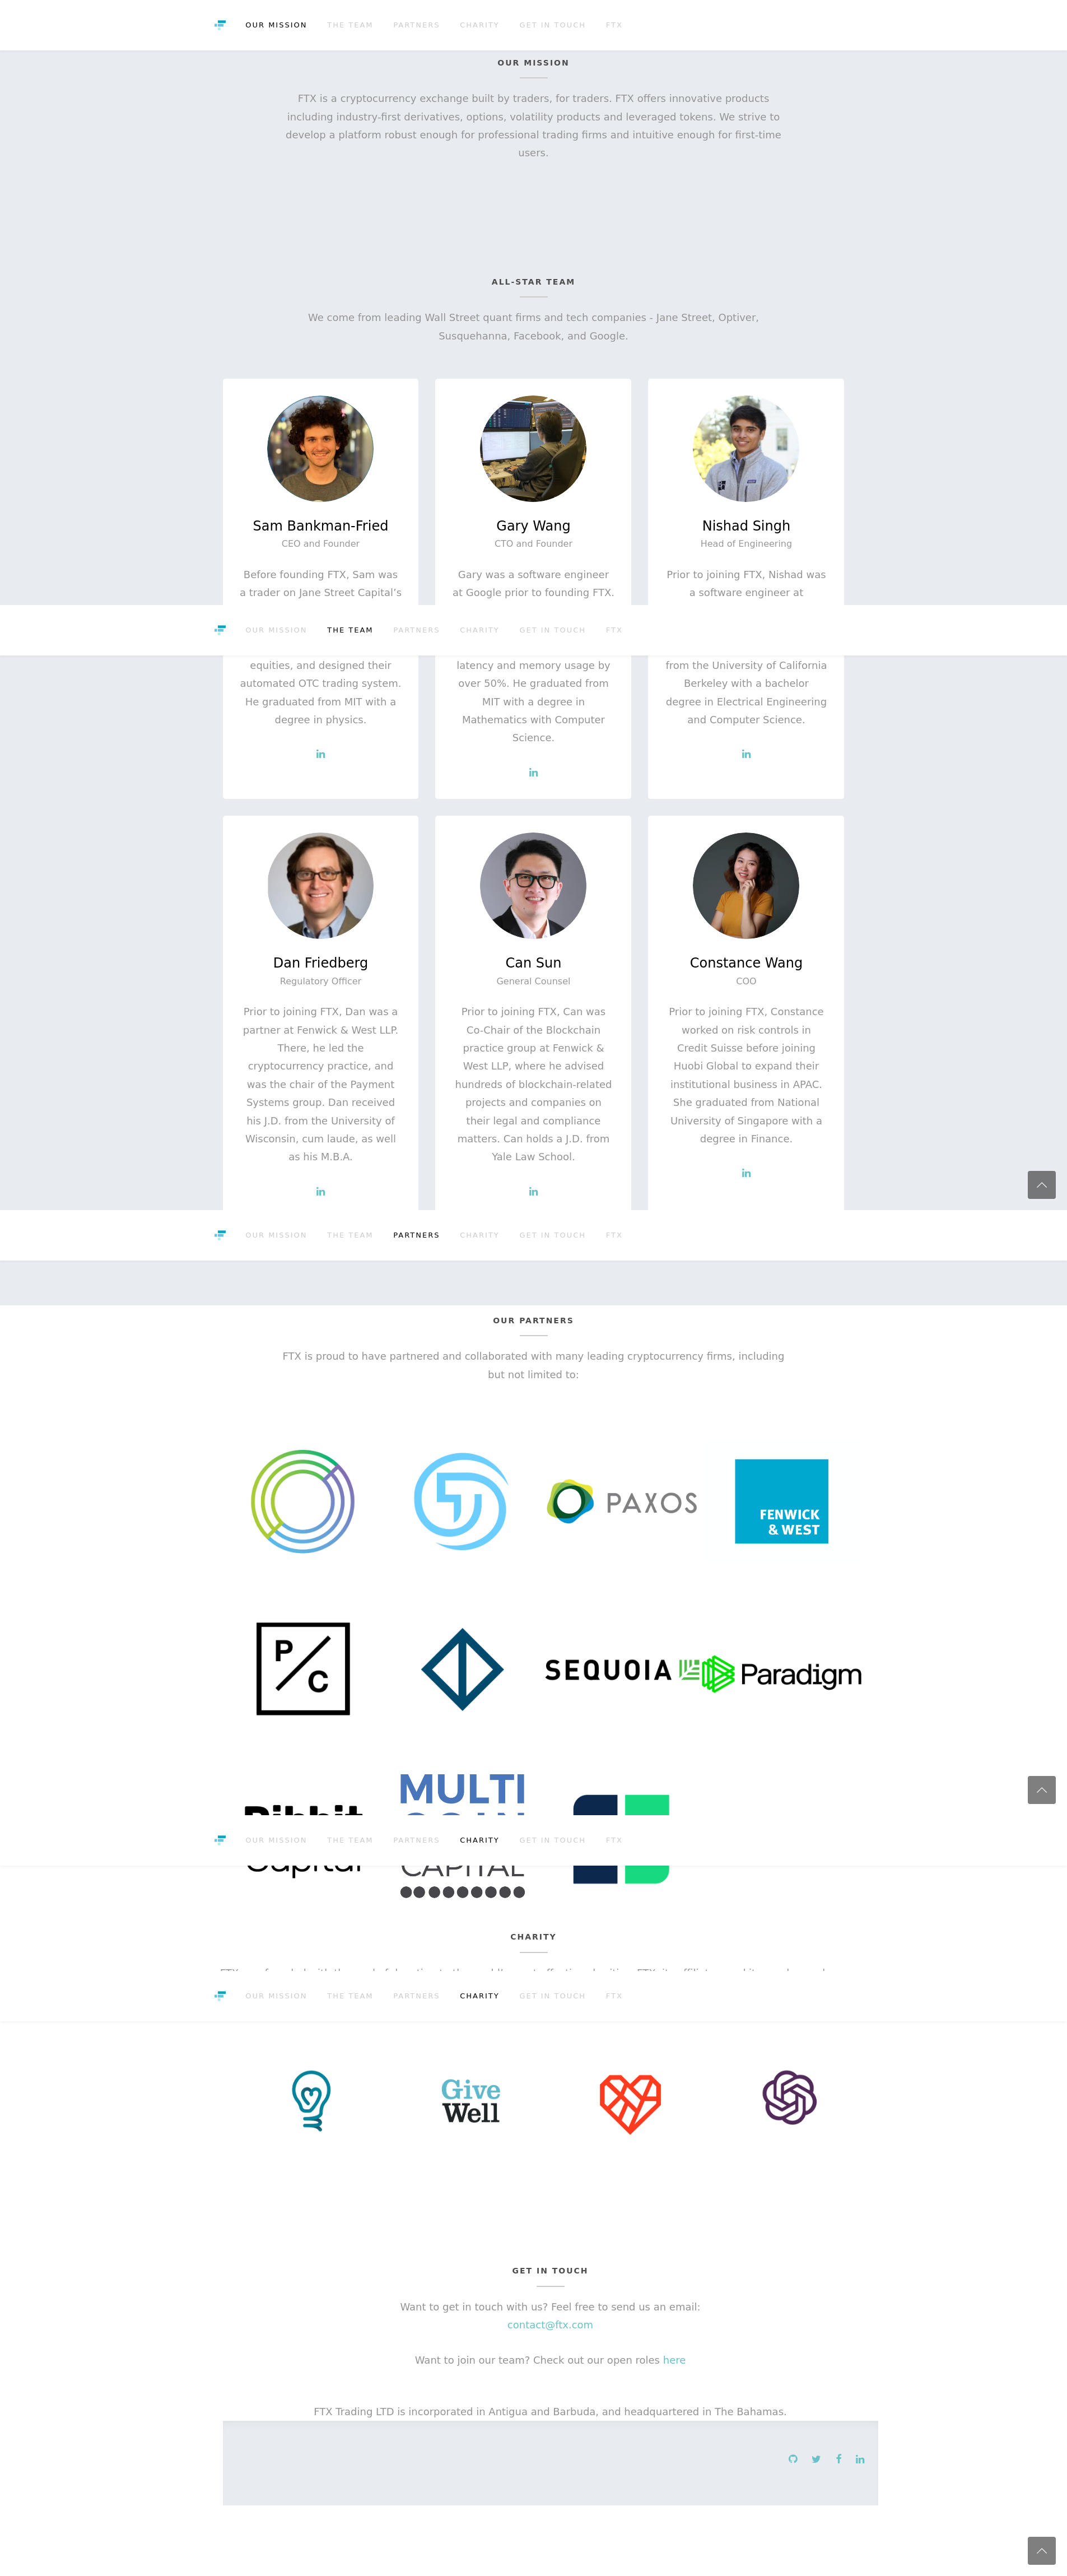 OUR MISSION THE TEAM PARTNERS CHARITY GET IN TOUCH FTX
OUR MISSION
FTX is a cryptocurrency exchange built by traders, for traders. FTX offers innovative products
including industry-first derivatives, options, volatility products and leveraged tokens. We strive to
develop a platform robust enough for professional trading firms and intuitive enough for first-time
users.
ALL-STAR TEAM
We come from leading Wall Street quant firms and tech companies - Jane Street, Optiver,
Susquehanna, Facebook, and Google.
Sam Bankman-Fried
CEO and Founder
Before founding FTX, Sam was
a trader on Jane Street Capital's
Gary Wang
CTO and Founder
Gary was a software engineer
at Google prior to founding FTX.
Nishad Singh
Head of Engineering
Prior to joining FTX, Nishad was
a software engineer at
OUR MISSION THE TEAM PARTNERS CHARITY GET IN TOUCH FTX
equities, and designed their
automated OTC trading system.
He graduated from MIT with a
degree in physics.
in
latency and memory usage by
over 50%. He graduated from
MIT with a degree in
Mathematics with Computer
Science.
in
from the University of California
Berkeley with a bachelor
degree in Electrical Engineering
and Computer Science.
in
Dan Friedberg
Regulatory Officer
Prior to joining FTX, Dan was a
partner at Fenwick & West LLP.
There, he led the
cryptocurrency practice, and
was the chair of the Payment
Systems group. Dan received
his J.D. from the University of
Wisconsin, cum laude, as well
as his M.B.A.
in
Can Sun
General Counsel
Prior to joining FTX, Can was
Co-Chair of the Blockchain
practice group at Fenwick &
West LLP, where he advised
hundreds of blockchain-related
projects and companies on
their legal and compliance
matters. Can holds a J.D. from
Yale Law School.
in
Constance Wang
COO
Prior to joining FTX, Constance
worked on risk controls in
Credit Suisse before joining
Huobi Global to expand their
institutional business in APAC.
She graduated from National
University of Singapore with a
degree in Finance.
in
OUR MISSION THE TEAM PARTNERS CHARITY GET IN TOUCH FTX
OUR PARTNERS
FTX is proud to have partnered and collaborated with many leading cryptocurrency firms, including
but not limited to:
PAXOS
FENWICK
& WEST
P/C
SEQUOIA
Paradigm
MULTI
OUR MISSION THE TEAM PARTNERS CHARITY GET IN TOUCH FTX
Capital
CAPITAL
CHARITY
OUR MISSION THE TEAM PARTNERS CHARITY GET IN TOUCH FTX
Give
Well
GET IN TOUCH
Want to get in touch with us? Feel free to send us an email:
contact@ftx.com
Want to join our team? Check out our open roles here
FTX Trading LTD is incorporated in Antigua and Barbuda, and headquartered in The Bahamas.
f in